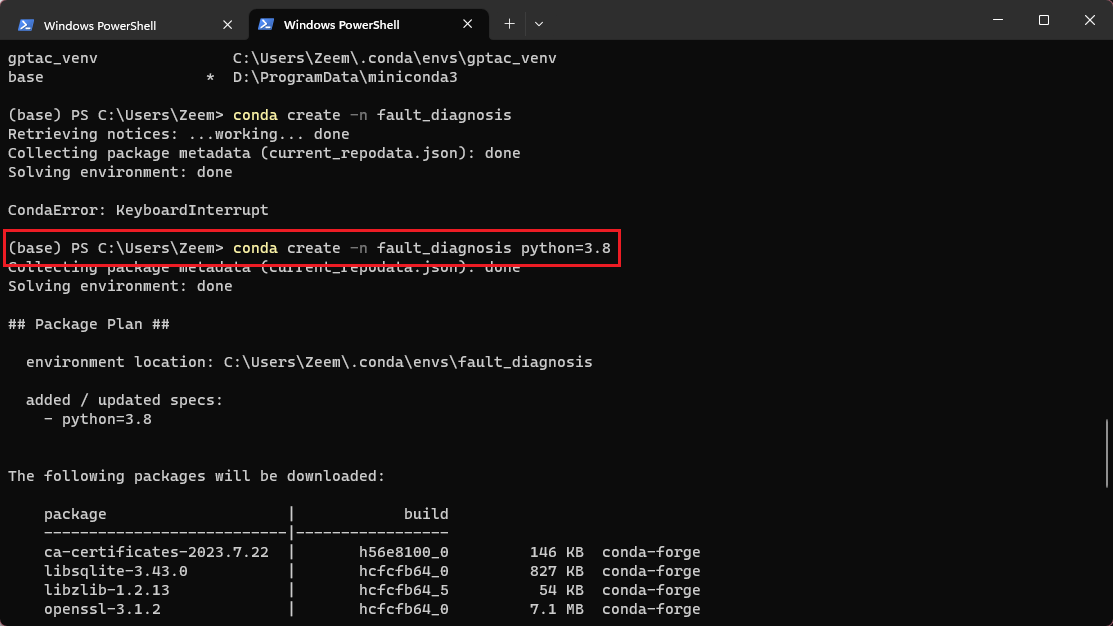 Windows PowerShell
Windows PowerShell
gptac_venv               C:\Users\Zeem\.conda\envs\gptac_venv
base                  *  D:\ProgramData\miniconda3
(base) PS C:\Users\Zeem> conda create -n fault_diagnosis
Retrieving notices: ...working... done
Collecting package metadata (current_repodata.json): done
Solving environment: done
CondaError: KeyboardInterrupt
(base) PS C:\Users\Zeem> conda create -n fault_diagnosis python=3.8
Collecting package metadata (current_repodata.json): done
Solving environment: done
## Package Plan ##
  environment location: C:\Users\Zeem\.conda\envs\fault_diagnosis
  added / updated specs:
    - python=3.8
The following packages will be downloaded:
    package                    |            build
    ---------------------------|-----------------
    ca-certificates-2023.7.22  |       h56e8100_0         146 KB  conda-forge
    libsqlite-3.43.0           |       hcfcfb64_0         827 KB  conda-forge
    libzlib-1.2.13             |       hcfcfb64_5          54 KB  conda-forge
    openssl-3.1.2              |       hcfcfb64_0         7.1 MB  conda-forge